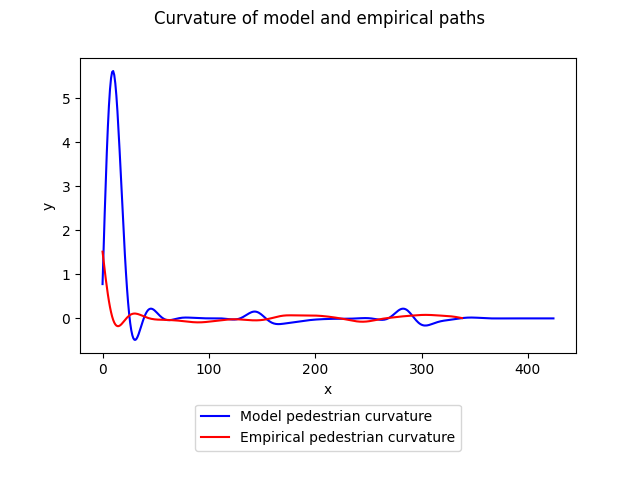 Curvature of model and empirical paths
y
5
4
3
2
1
0
0 100 200 300 400
x
Model pedestrian curvature
Empirical pedestrian curvature